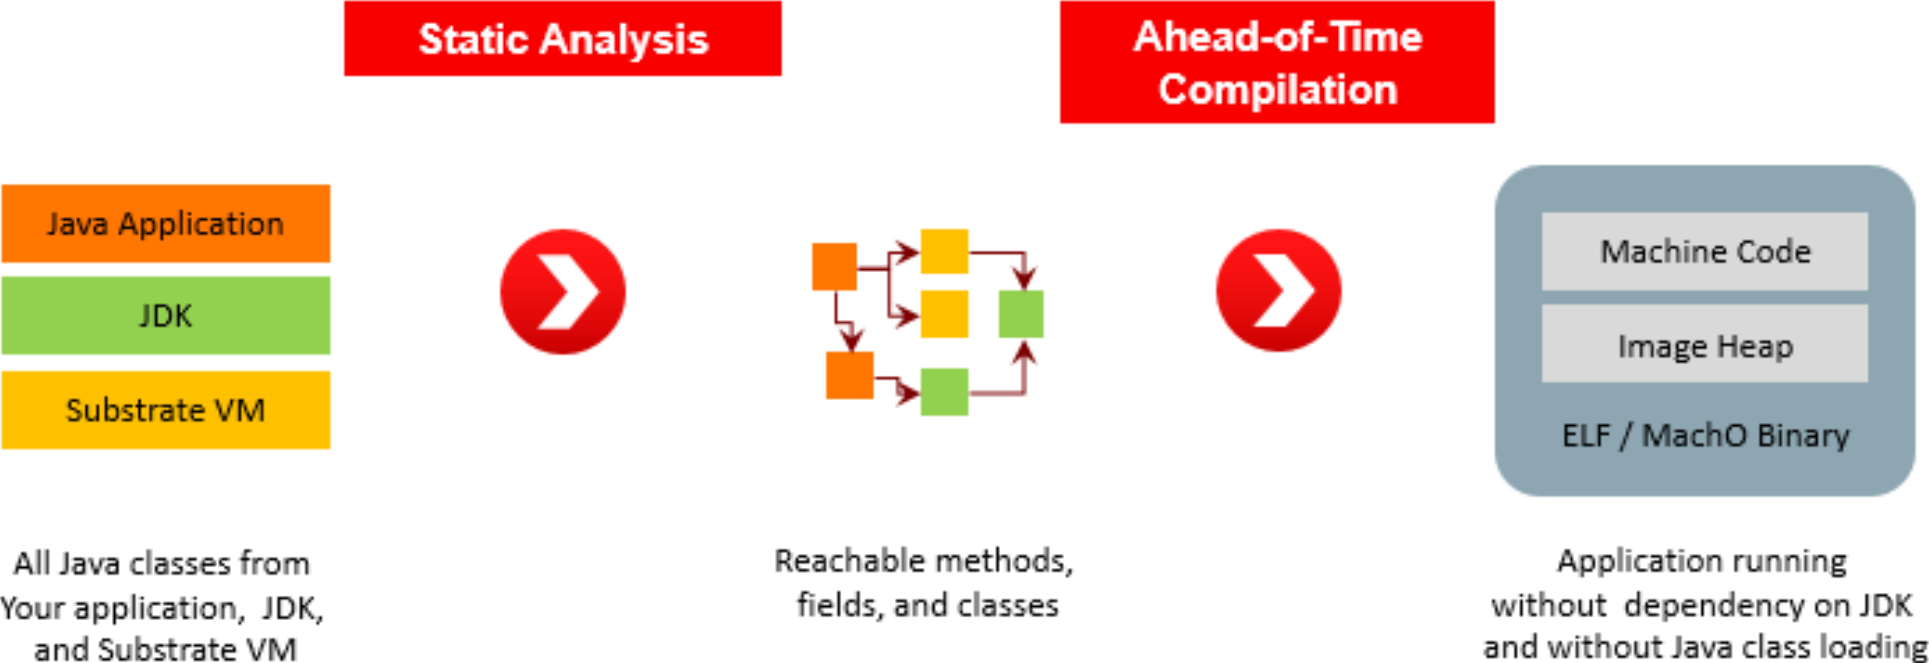 Static Analysis
Ahead-of-Time
Compilation
Java Application
JDK
Substrate VM
Machine Code
Image Heap
ELF / MachO Binary
All Java classes from
Your application,  JDK,
and Substrate VM
Reachable methods,
fields, and classes
Application running
without  dependency on JDK
and without Java class loading